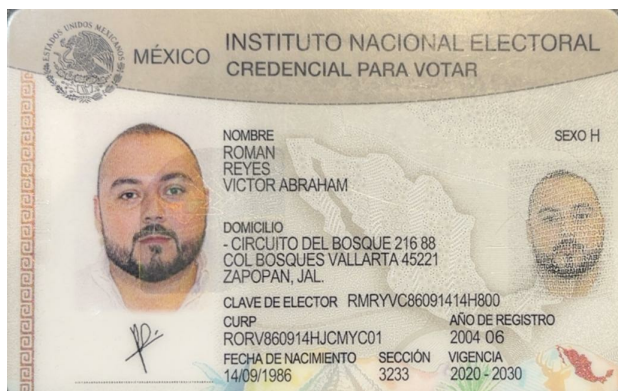 ESTADOS UNIDOS MEXICANOS
MÉXICO INSTITUTO NACIONAL ELECTORAL
CREDENCIAL PARA VOTAR
NOMBRE SEXO H
ROMAN
REYES
VICTOR ABRAHAM
DOMICILIO
- CIRCUITO DEL BOSQUE 216 88
COL BOSQUES VALLARTA 45221
ZAPOPAN, JAL.
CLAVE DE ELECTOR RMRYVC86091414H800
CURP AÑO DE REGISTRO
RORV860914HJCMYC01 2004 06
FECHA DE NACIMIENTO SECCIÓN VIGENCIA
14/09/1986 3233 2020 - 2030